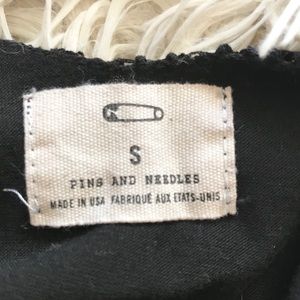 S
PINS AND NEEDLES
MADE IN USA FABRIQUÉ AUX ETATS-UNIS